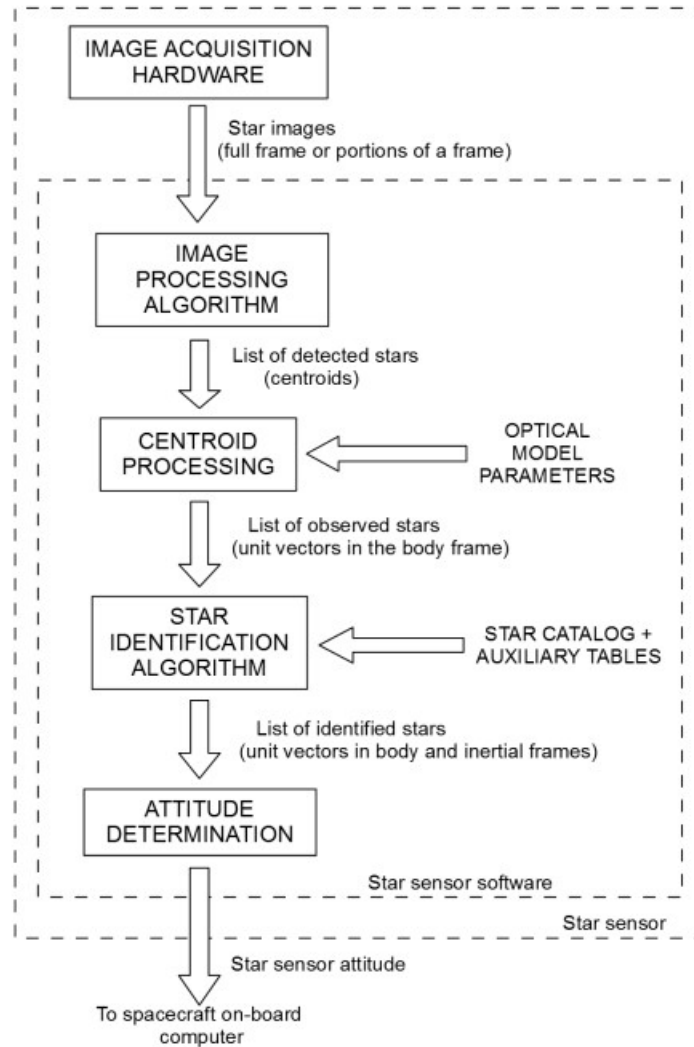 IMAGE ACQUISITION
HARDWARE
Star images
(full frame or portions of a frame)
IMAGE
PROCESSING
ALGORITHM
List of detected stars
(centroids)
CENTROID
PROCESSING
OPTICAL
MODEL
PARAMETERS
List of observed stars
(unit vectors in the body frame)
STAR
IDENTIFICATION
ALGORITHM
STAR CATALOG +
AUXILIARY TABLES
List of identified stars
(unit vectors in body and inertial frames)
ATTITUDE
DETERMINATION
Star sensor software
Star sensor
Star sensor attitude
To spacecraft on-board
computer